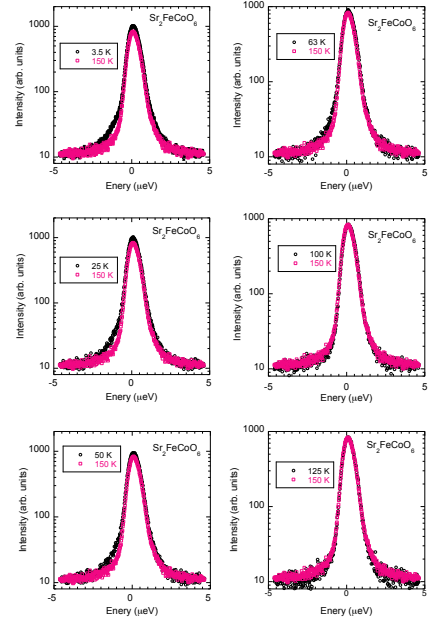 Sr2FeCoO6
3.5 K
150 K
1000
100
10
Intensity (arb. units)
-5 0 5
Enery (μeV)
Sr2FeCoO6
63 K
150 K
1000
100
10
Intensity (arb. units)
-5 0 5
Enery (μeV)
Sr2FeCoO6
25 K
150 K
1000
100
10
Intensity (arb. units)
-5 0 5
Enery (μeV)
Sr2FeCoO6
100 K
150 K
1000
100
10
Intensity (arb. units)
-5 0 5
Enery (μeV)
Sr2FeCoO6
50 K
150 K
1000
100
10
Intensity (arb. units)
-5 0 5
Enery (μeV)
Sr2FeCoO6
125 K
150 K
1000
100
10
Intensity (arb. units)
-5 0 5
Enery (μeV)